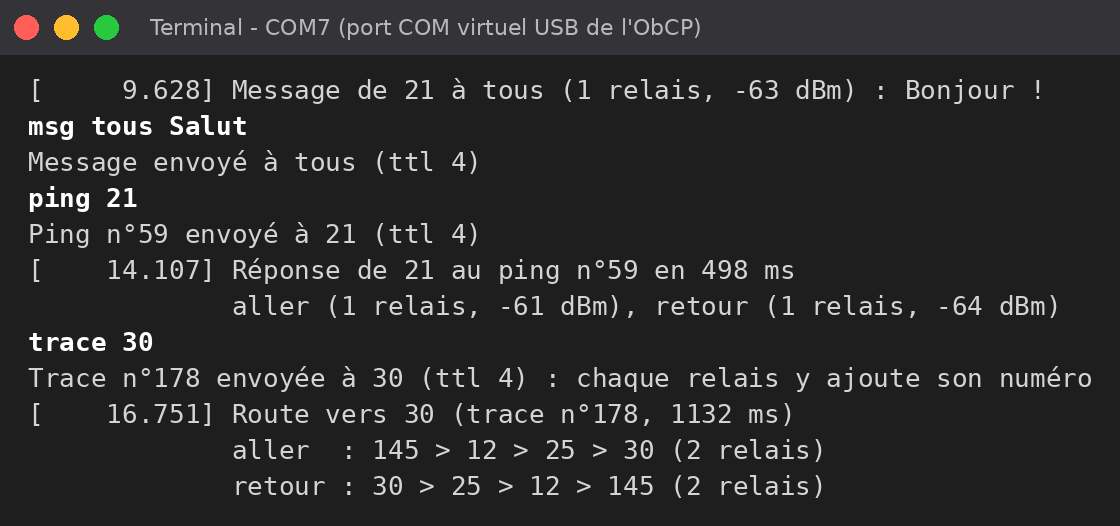 Terminal - COM7 (port COM virtuel USB de l'ObCP)
[     9.628] Message de 21 à tous (1 relais, -63 dBm) : Bonjour !
msg tous Salut
Message envoyé à tous (ttl 4)
ping 21
Ping n°59 envoyé à 21 (ttl 4)
[    14.107] Réponse de 21 au ping n°59 en 498 ms
             aller (1 relais, -61 dBm), retour (1 relais, -64 dBm)
trace 30
Trace n°178 envoyée à 30 (ttl 4) : chaque relais y ajoute son numéro
[    16.751] Route vers 30 (trace n°178, 1132 ms)
             aller  : 145 > 12 > 25 > 30 (2 relais)
             retour : 30 > 25 > 12 > 145 (2 relais)